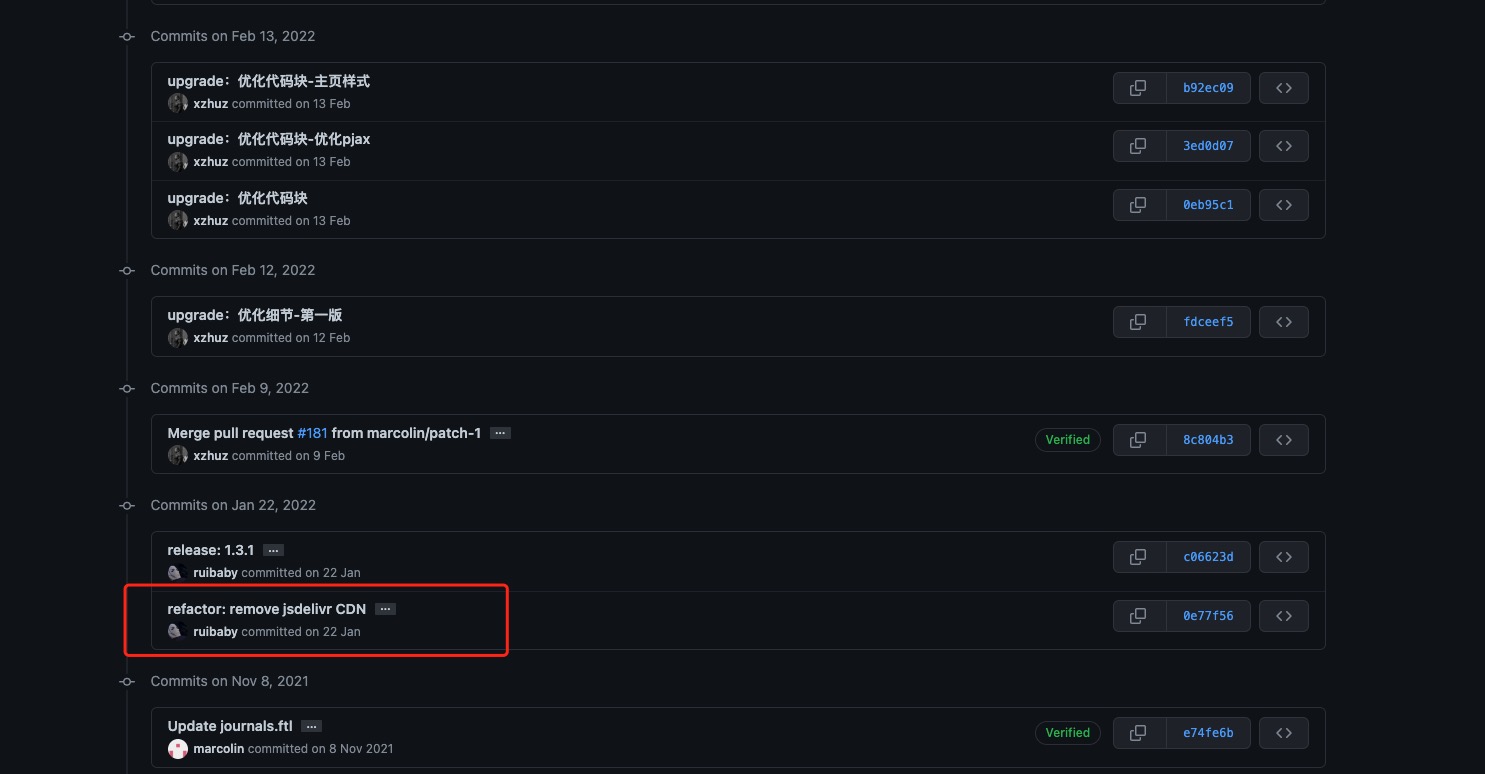 Commits on Feb 13, 2022
upgrade：优化代码块-主页样式
xzhuz committed on 13 Feb
b92ec09
upgrade：优化代码块-优化pjax
xzhuz committed on 13 Feb
3ed0d07
upgrade：优化代码块
xzhuz committed on 13 Feb
0eb95c1
Commits on Feb 12, 2022
upgrade：优化细节-第一版
xzhuz committed on 12 Feb
fdceef5
Commits on Feb 9, 2022
Merge pull request #181 from marcolin/patch-1 ...
xzhuz committed on 9 Feb
Verified
8c804b3
Commits on Jan 22, 2022
release: 1.3.1 ...
ruibaby committed on 22 Jan
c06623d
refactor: remove jsdelivr CDN ...
ruibaby committed on 22 Jan
0e77f56
Commits on Nov 8, 2021
Update journals.ftl ...
marcolin committed on 8 Nov 2021
Verified
e74fe6b